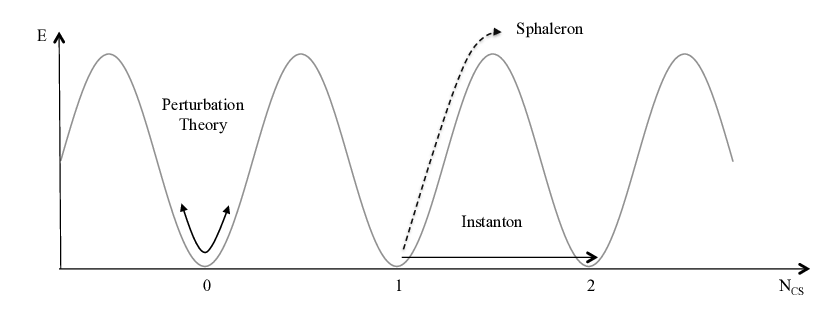 E
Sphaleron
Perturbation
Theory
Instanton
0
1
2
N_CS